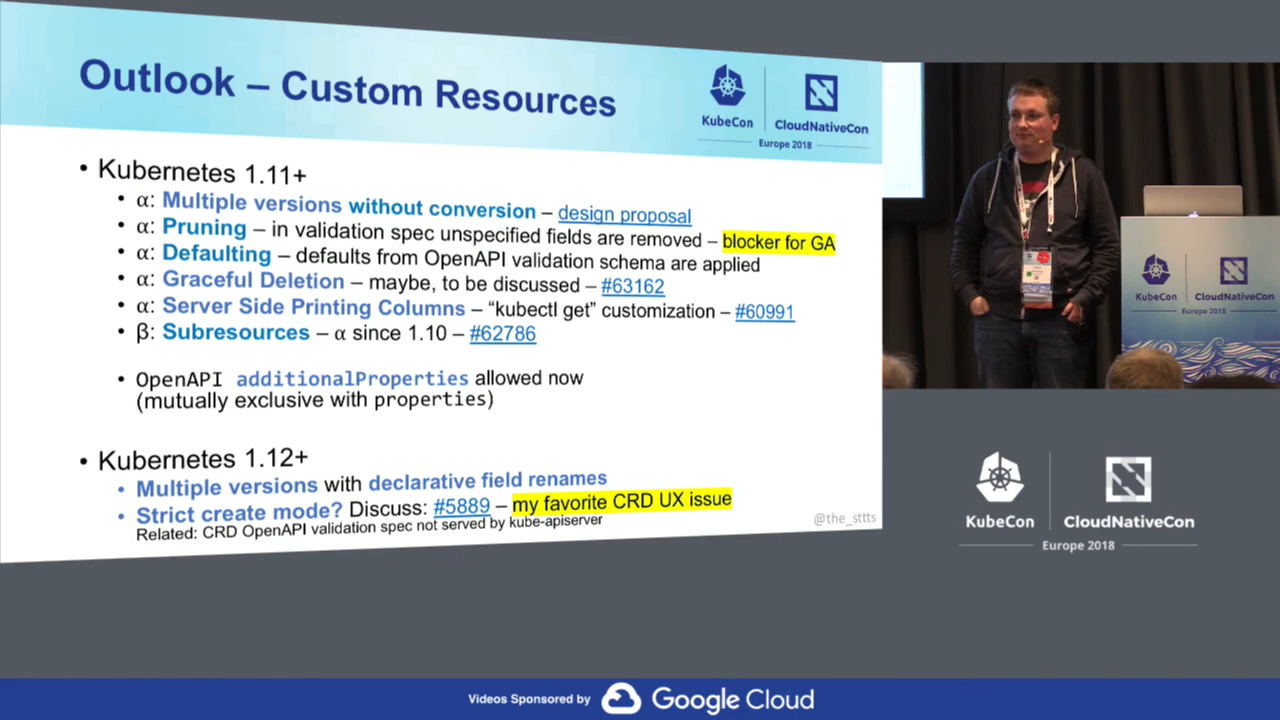 Outlook – Custom Resources
KubeCon
CloudNativeCon
Europe 2018
• Kubernetes 1.11+
• α: Multiple versions without conversion – design proposal
• α: Pruning – in validation spec unspecified fields are removed – blocker for GA
• α: Defaulting – defaults from OpenAPI validation schema are applied
• α: Graceful Deletion – maybe, to be discussed – #63162
• α: Server Side Printing Columns – “kubectl get” customization – #60991
• β: Subresources – α since 1.10 – #62786
• OpenAPI additionalProperties allowed now
(mutually exclusive with properties)
• Kubernetes 1.12+
• Multiple versions with declarative field renames
• Strict create mode? Discuss: #5889 – my favorite CRD UX issue
Related: CRD OpenAPI validation spec not served by kube-apiserver
@the_sttts
KubeCon
CloudNativeCon
Europe 2018
KubeCon
CloudNativeCon
Europe 2018
Videos Sponsored by Google Cloud